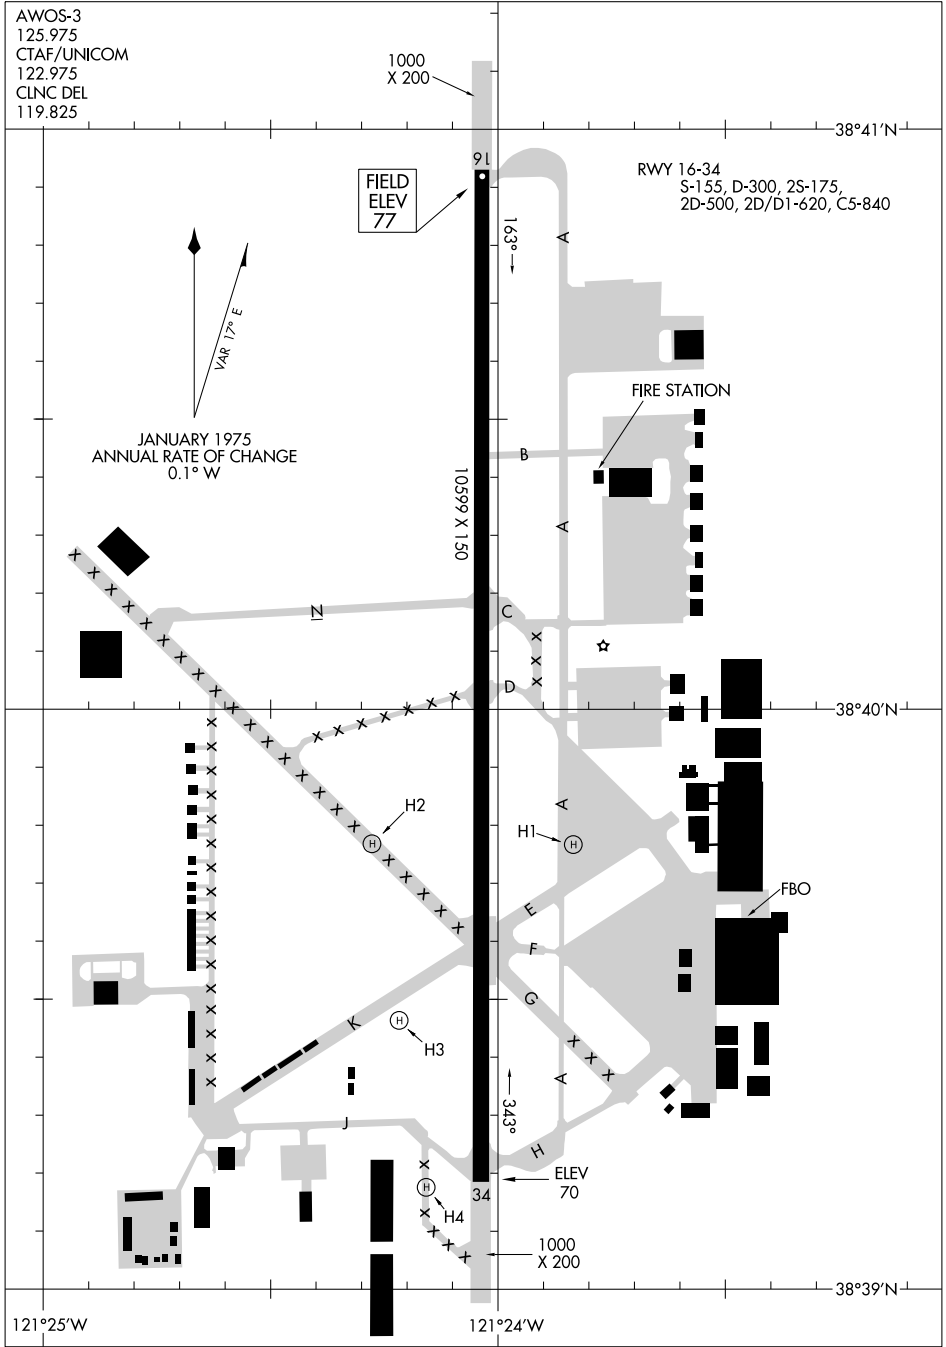 AWOS-3
125.975
CTAF/UNICOM
122.975
CLNC DEL
119.825
1000
X 200
38°41'N
16
FIELD
ELEV
77
RWY 16-34
S-155, D-300, 2S-175,
2D-500, 2D/D1-620, C5-840
163°
A
VAR 17° E
FIRE STATION
JANUARY 1975
ANNUAL RATE OF CHANGE
0.1° W
B
10599 X 150
A
X
N
C
D
38°40'N
A
H2
H
H1
H
FBO
E
F
G
K
H
H3
A
J
343°
H
ELEV
70
34
H
H4
1000
X 200
38°39'N
121°25'W
121°24'W